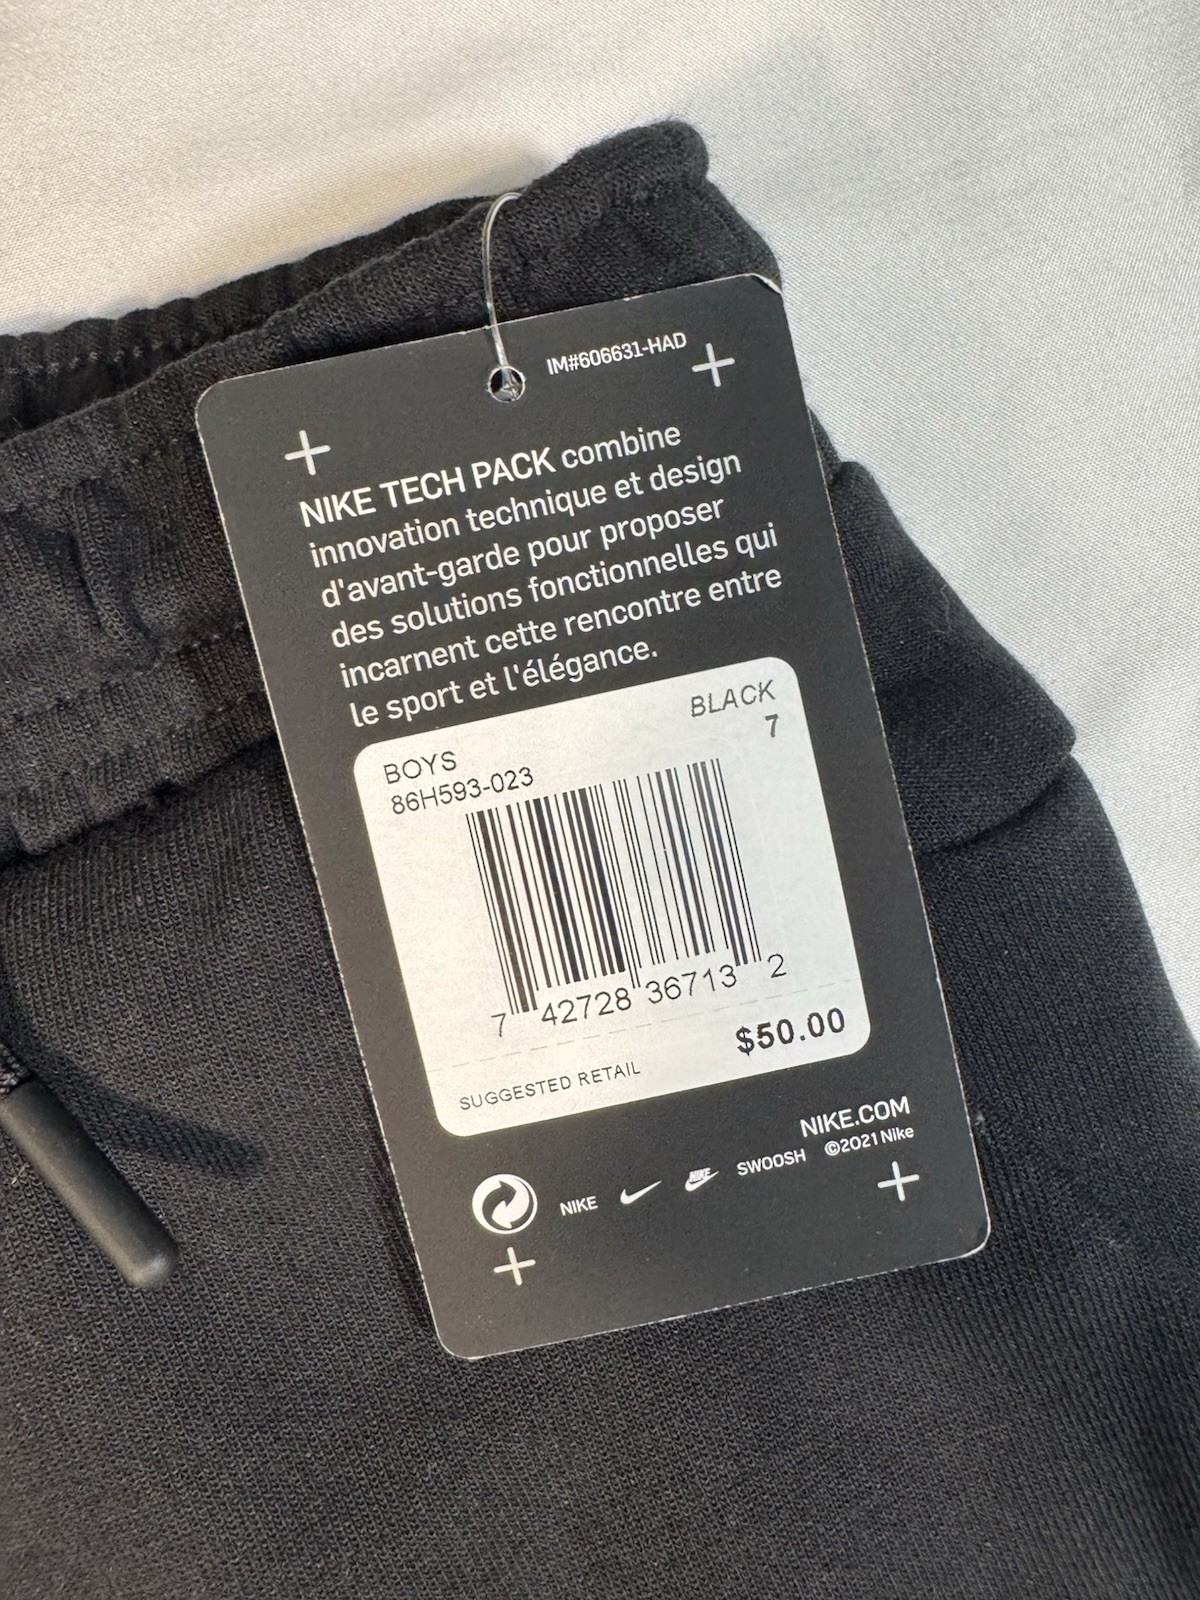 IM#606631-HAD
NIKE TECH PACK combine
innovation technique et design
d'avant-garde pour proposer
des solutions fonctionnelles qui
incarnent cette rencontre entre
le sport et l'élégance.
BLACK
BOYS 7
86H593-023
7 42728 36713 2
$50.00
SUGGESTED RETAIL
NIKE.COM
NIKE NIKE SWOOSH ©2021 Nike